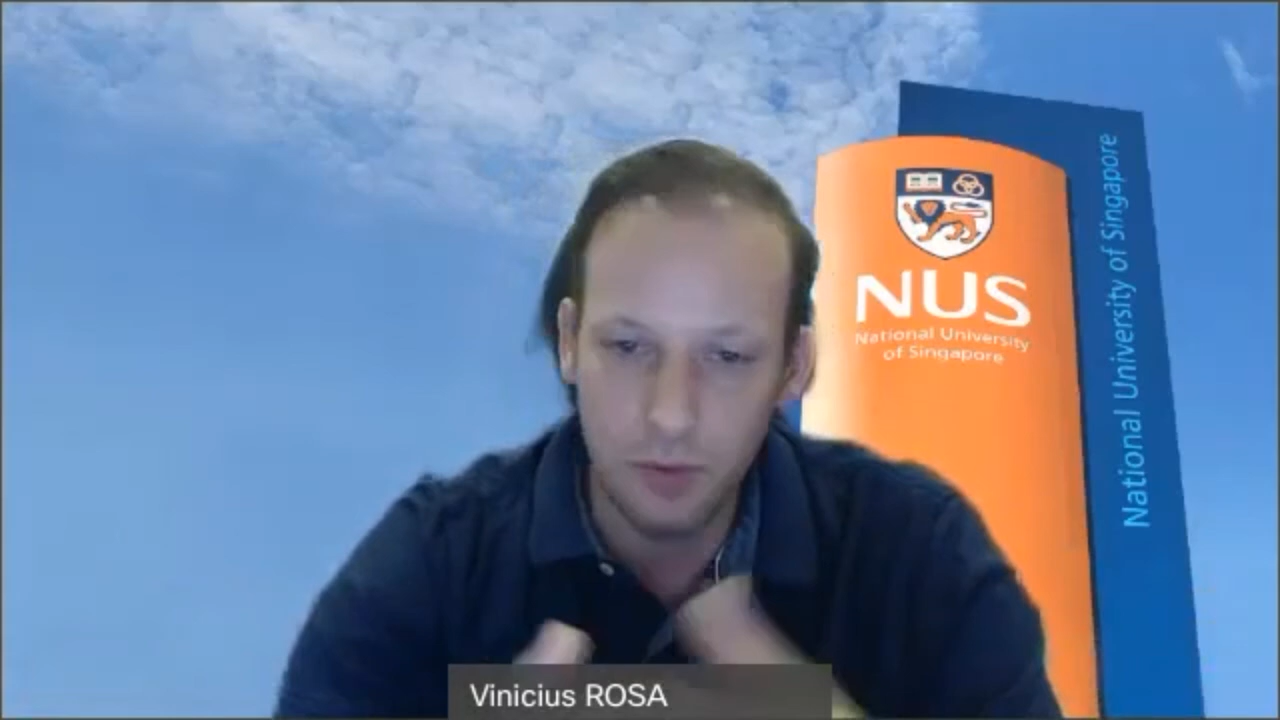 NUS
National University
of Singapore
National University of Singapore
Vinicius ROSA